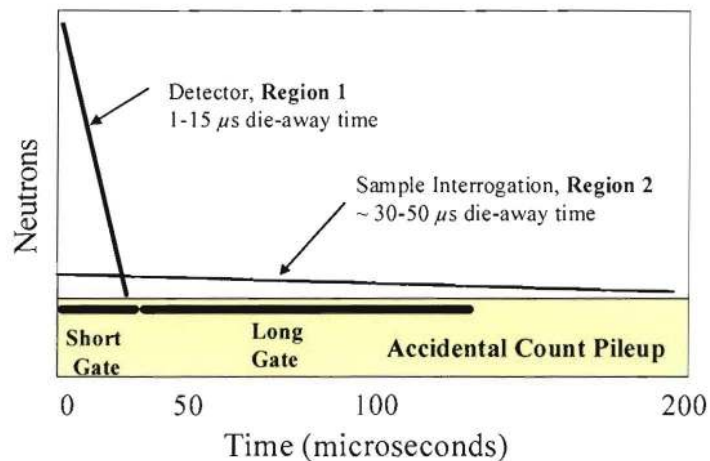 Detector, Region 1
1-15 μs die-away time
Sample Interrogation, Region 2
~ 30-50 μs die-away time
Neutrons
Short
Gate
Long
Gate
Accidental Count Pileup
0 50 100 200
Time (microseconds)